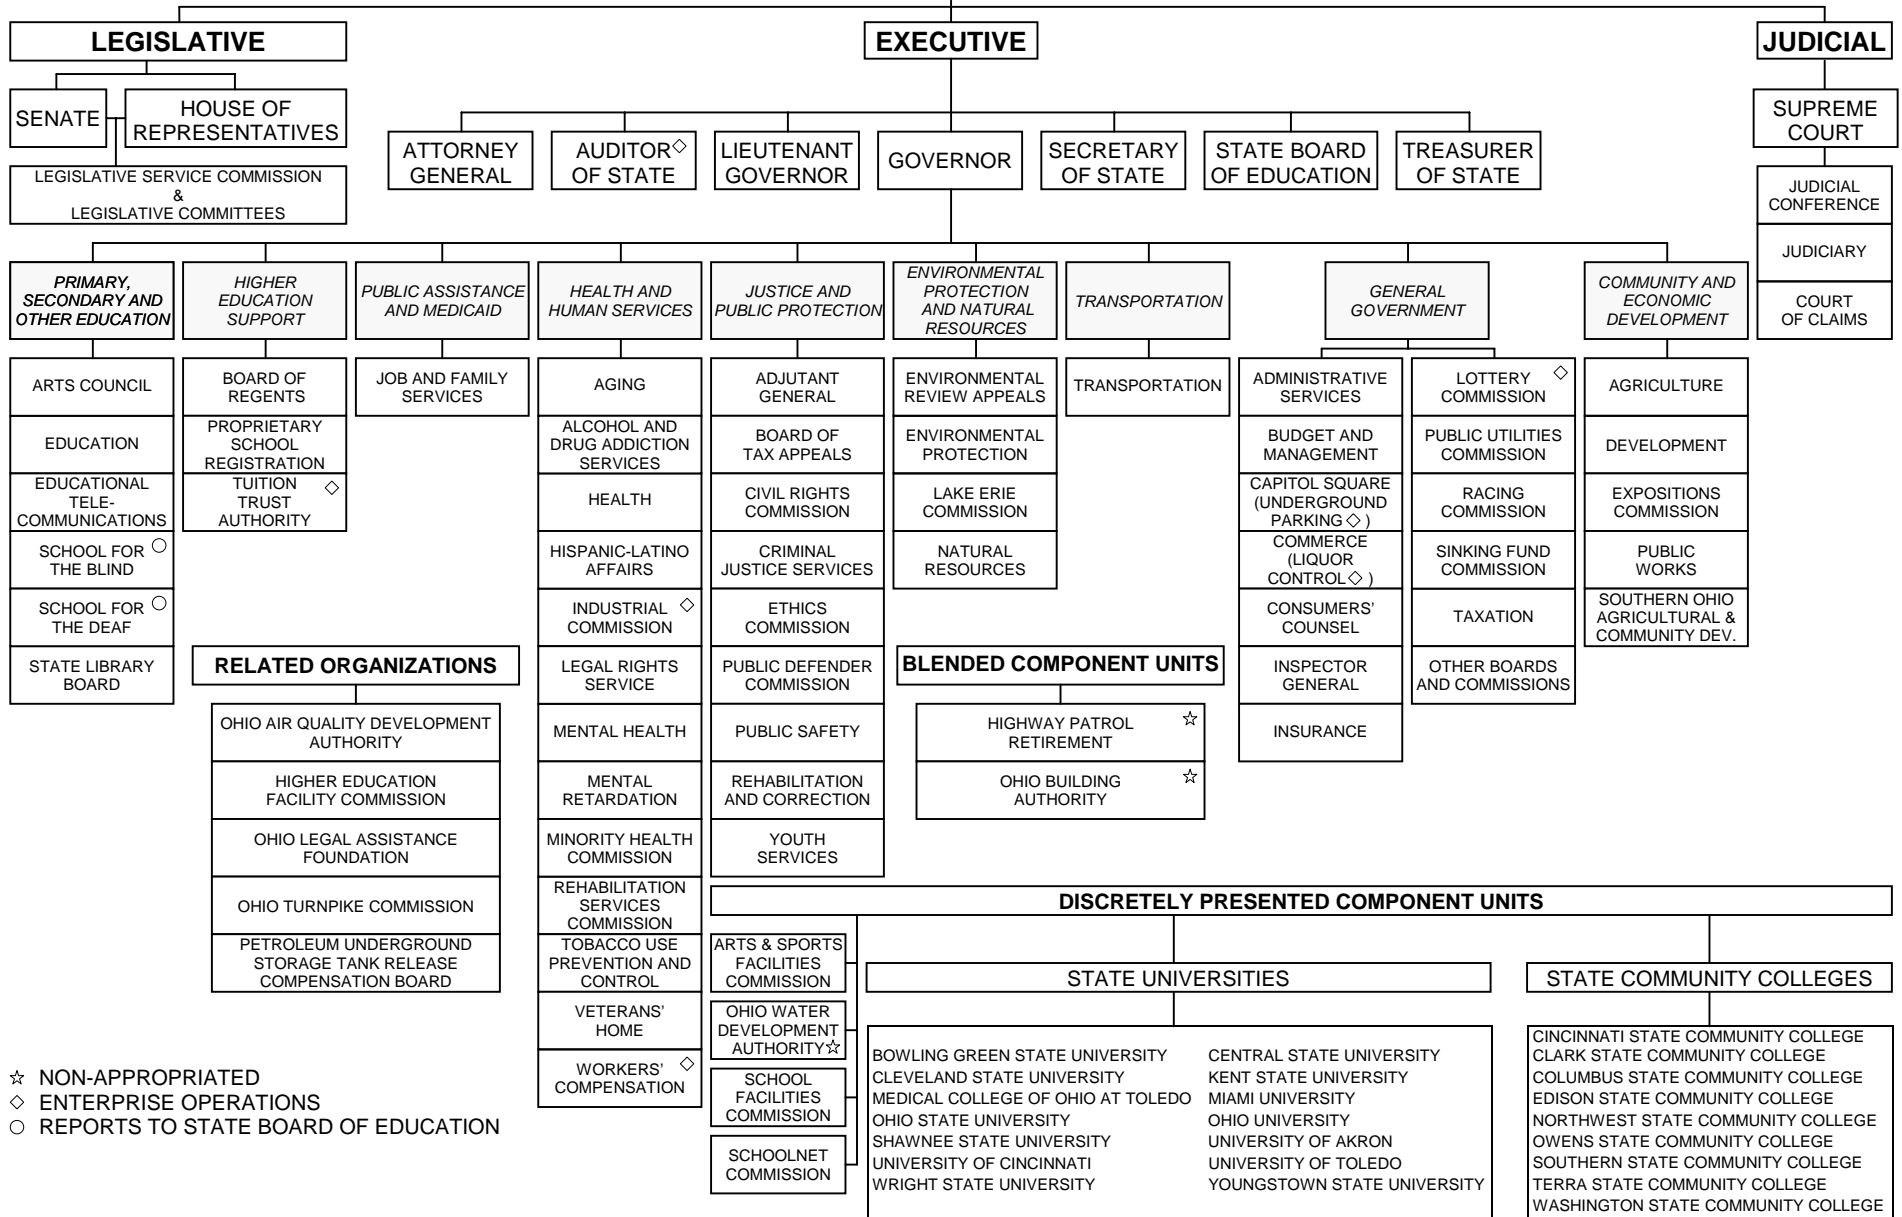 LEGISLATIVE
EXECUTIVE
JUDICIAL
SENATE
HOUSE OF
REPRESENTATIVES
LEGISLATIVE SERVICE COMMISSION
&
LEGISLATIVE COMMITTEES
ATTORNEY
GENERAL
AUDITOR◇
OF STATE
LIEUTENANT
GOVERNOR
GOVERNOR
SECRETARY
OF STATE
STATE BOARD
OF EDUCATION
TREASURER
OF STATE
SUPREME
COURT
JUDICIAL
CONFERENCE
JUDICIARY
COURT
OF CLAIMS
PRIMARY,
SECONDARY AND
OTHER EDUCATION
ARTS COUNCIL
EDUCATION
EDUCATIONAL
TELE-
COMMUNICATIONS
SCHOOL FOR ○
THE BLIND
SCHOOL FOR ○
THE DEAF
STATE LIBRARY
BOARD
HIGHER
EDUCATION
SUPPORT
BOARD OF
REGENTS
PROPRIETARY
SCHOOL
REGISTRATION
TUITION ◇
TRUST
AUTHORITY
PUBLIC ASSISTANCE
AND MEDICAID
JOB AND FAMILY
SERVICES
HEALTH AND
HUMAN SERVICES
AGING
ALCOHOL AND
DRUG ADDICTION
SERVICES
HEALTH
HISPANIC-LATINO
AFFAIRS
INDUSTRIAL ◇
COMMISSION
LEGAL RIGHTS
SERVICE
MENTAL HEALTH
MENTAL
RETARDATION
MINORITY HEALTH
COMMISSION
REHABILITATION
SERVICES
COMMISSION
TOBACCO USE
PREVENTION AND
CONTROL
VETERANS'
HOME
WORKERS' ◇
COMPENSATION
JUSTICE AND
PUBLIC PROTECTION
ADJUTANT
GENERAL
BOARD OF
TAX APPEALS
CIVIL RIGHTS
COMMISSION
CRIMINAL
JUSTICE SERVICES
ETHICS
COMMISSION
PUBLIC DEFENDER
COMMISSION
PUBLIC SAFETY
REHABILITATION
AND CORRECTION
YOUTH
SERVICES
ENVIRONMENTAL
PROTECTION
AND NATURAL
RESOURCES
ENVIRONMENTAL
REVIEW APPEALS
ENVIRONMENTAL
PROTECTION
LAKE ERIE
COMMISSION
NATURAL
RESOURCES
TRANSPORTATION
TRANSPORTATION
GENERAL
GOVERNMENT
ADMINISTRATIVE
SERVICES
BUDGET AND
MANAGEMENT
CAPITOL SQUARE
(UNDERGROUND
PARKING ◇ )
COMMERCE
(LIQUOR
CONTROL◇ )
CONSUMERS'
COUNSEL
INSPECTOR
GENERAL
INSURANCE
LOTTERY ◇
COMMISSION
PUBLIC UTILITIES
COMMISSION
RACING
COMMISSION
SINKING FUND
COMMISSION
TAXATION
OTHER BOARDS
AND COMMISSIONS
COMMUNITY AND
ECONOMIC
DEVELOPMENT
AGRICULTURE
DEVELOPMENT
EXPOSITIONS
COMMISSION
PUBLIC
WORKS
SOUTHERN OHIO
AGRICULTURAL &
COMMUNITY DEV.
RELATED ORGANIZATIONS
OHIO AIR QUALITY DEVELOPMENT
AUTHORITY
HIGHER EDUCATION
FACILITY COMMISSION
OHIO LEGAL ASSISTANCE
FOUNDATION
OHIO TURNPIKE COMMISSION
PETROLEUM UNDERGROUND
STORAGE TANK RELEASE
COMPENSATION BOARD
BLENDED COMPONENT UNITS
HIGHWAY PATROL ☆
RETIREMENT
OHIO BUILDING ☆
AUTHORITY
DISCRETELY PRESENTED COMPONENT UNITS
ARTS & SPORTS
FACILITIES
COMMISSION
OHIO WATER
DEVELOPMENT
AUTHORITY☆
SCHOOL
FACILITIES
COMMISSION
SCHOOLNET
COMMISSION
STATE UNIVERSITIES
BOWLING GREEN STATE UNIVERSITY
CLEVELAND STATE UNIVERSITY
MEDICAL COLLEGE OF OHIO AT TOLEDO
OHIO STATE UNIVERSITY
SHAWNEE STATE UNIVERSITY
UNIVERSITY OF CINCINNATI
WRIGHT STATE UNIVERSITY
CENTRAL STATE UNIVERSITY
KENT STATE UNIVERSITY
MIAMI UNIVERSITY
OHIO UNIVERSITY
UNIVERSITY OF AKRON
UNIVERSITY OF TOLEDO
YOUNGSTOWN STATE UNIVERSITY
STATE COMMUNITY COLLEGES
CINCINNATI STATE COMMUNITY COLLEGE
CLARK STATE COMMUNITY COLLEGE
COLUMBUS STATE COMMUNITY COLLEGE
EDISON STATE COMMUNITY COLLEGE
NORTHWEST STATE COMMUNITY COLLEGE
OWENS STATE COMMUNITY COLLEGE
SOUTHERN STATE COMMUNITY COLLEGE
TERRA STATE COMMUNITY COLLEGE
WASHINGTON STATE COMMUNITY COLLEGE
☆ NON-APPROPRIATED
◇ ENTERPRISE OPERATIONS
○ REPORTS TO STATE BOARD OF EDUCATION